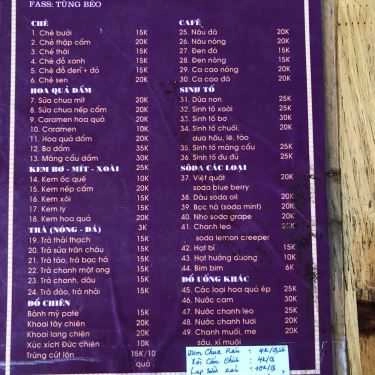 FASS: TÙNG BÉO
CHÈ
1. Chè bưởi 15K
2. Chè thập cẩm 20K
3. Chè thái 15K
4. Chè đỗ xanh 15K
5. Chè đỗ đen + đỏ 15K
6. Chè sen
HOA QUẢ DẦM
7. Sữa chua mít 20K
8. Sữa chua nếp cẩm 20K
9. Caramen hoa quả 20K
10. Caramen 10K
11. Hoa quả dầm 20K
12. Bơ dầm 35K
13. Mãng cầu dầm 30K
KEM BƠ - MÍT - XOÀI 25K
14. Kem ốc quế 10K
15. Kem nếp cẩm 20K
16. Kem xôi 15K
17. Kem ly 15K
18. Kem hoa quả 20K
TRÀ (NÓNG - ĐÁ) 3K
19. Trà thái thạch 15K
20. Trà sữa trân châu 20K
21. Trà táo, trà bạc hà 15K
22. Trà chanh mật ong 15K
23. Trà chanh, dâu 15K
24. Trà đào, trà nhài 15K
ĐỒ CHIÊN
Bánh mỳ pate 15K
Khoai tây chiên 20K
Khoai lang chiên 20K
Xúc xích Đức chiên 10K
Trứng cút lộn 15K/10
quả
CAFÉ
25. Nâu đá 20K
26. Nâu nóng 20K
27. Đen đá 15K
28. Đen nóng 15K
29. Ca cao nóng 25K
30. Ca cao đá 20K
SINH TỐ
31. Dừa non 25K
32. Sinh tố xoài 25K
33. Sinh tố bơ 30K
34. Sinh tố chuối, 20K
dưa hấu, lê, táo
35. Sinh tố mãng cầu 25K
36. Sinh tố đu đủ 25K
SÔĐA CÁC LOẠI
37. Việt quất 20K
soda blue berry
38. Dâu soda oil 20K
39. Bạc hà (soda mint) 20K
40. Nho soda grape 20K
41. Chanh leo 25K
soda lemon creeper
42. Hạt bí 15K
43. Hạt hướng dương 10K
44. Bim bim 6K
ĐỒ UỐNG KHÁC
45. Các loại hoa quả ép 25K
46. Nước cam 30K
47. Nước chanh leo 20K
48. Nước chanh tươi 15K
49. Chanh muối, mơ 20K
sấu, xí muội